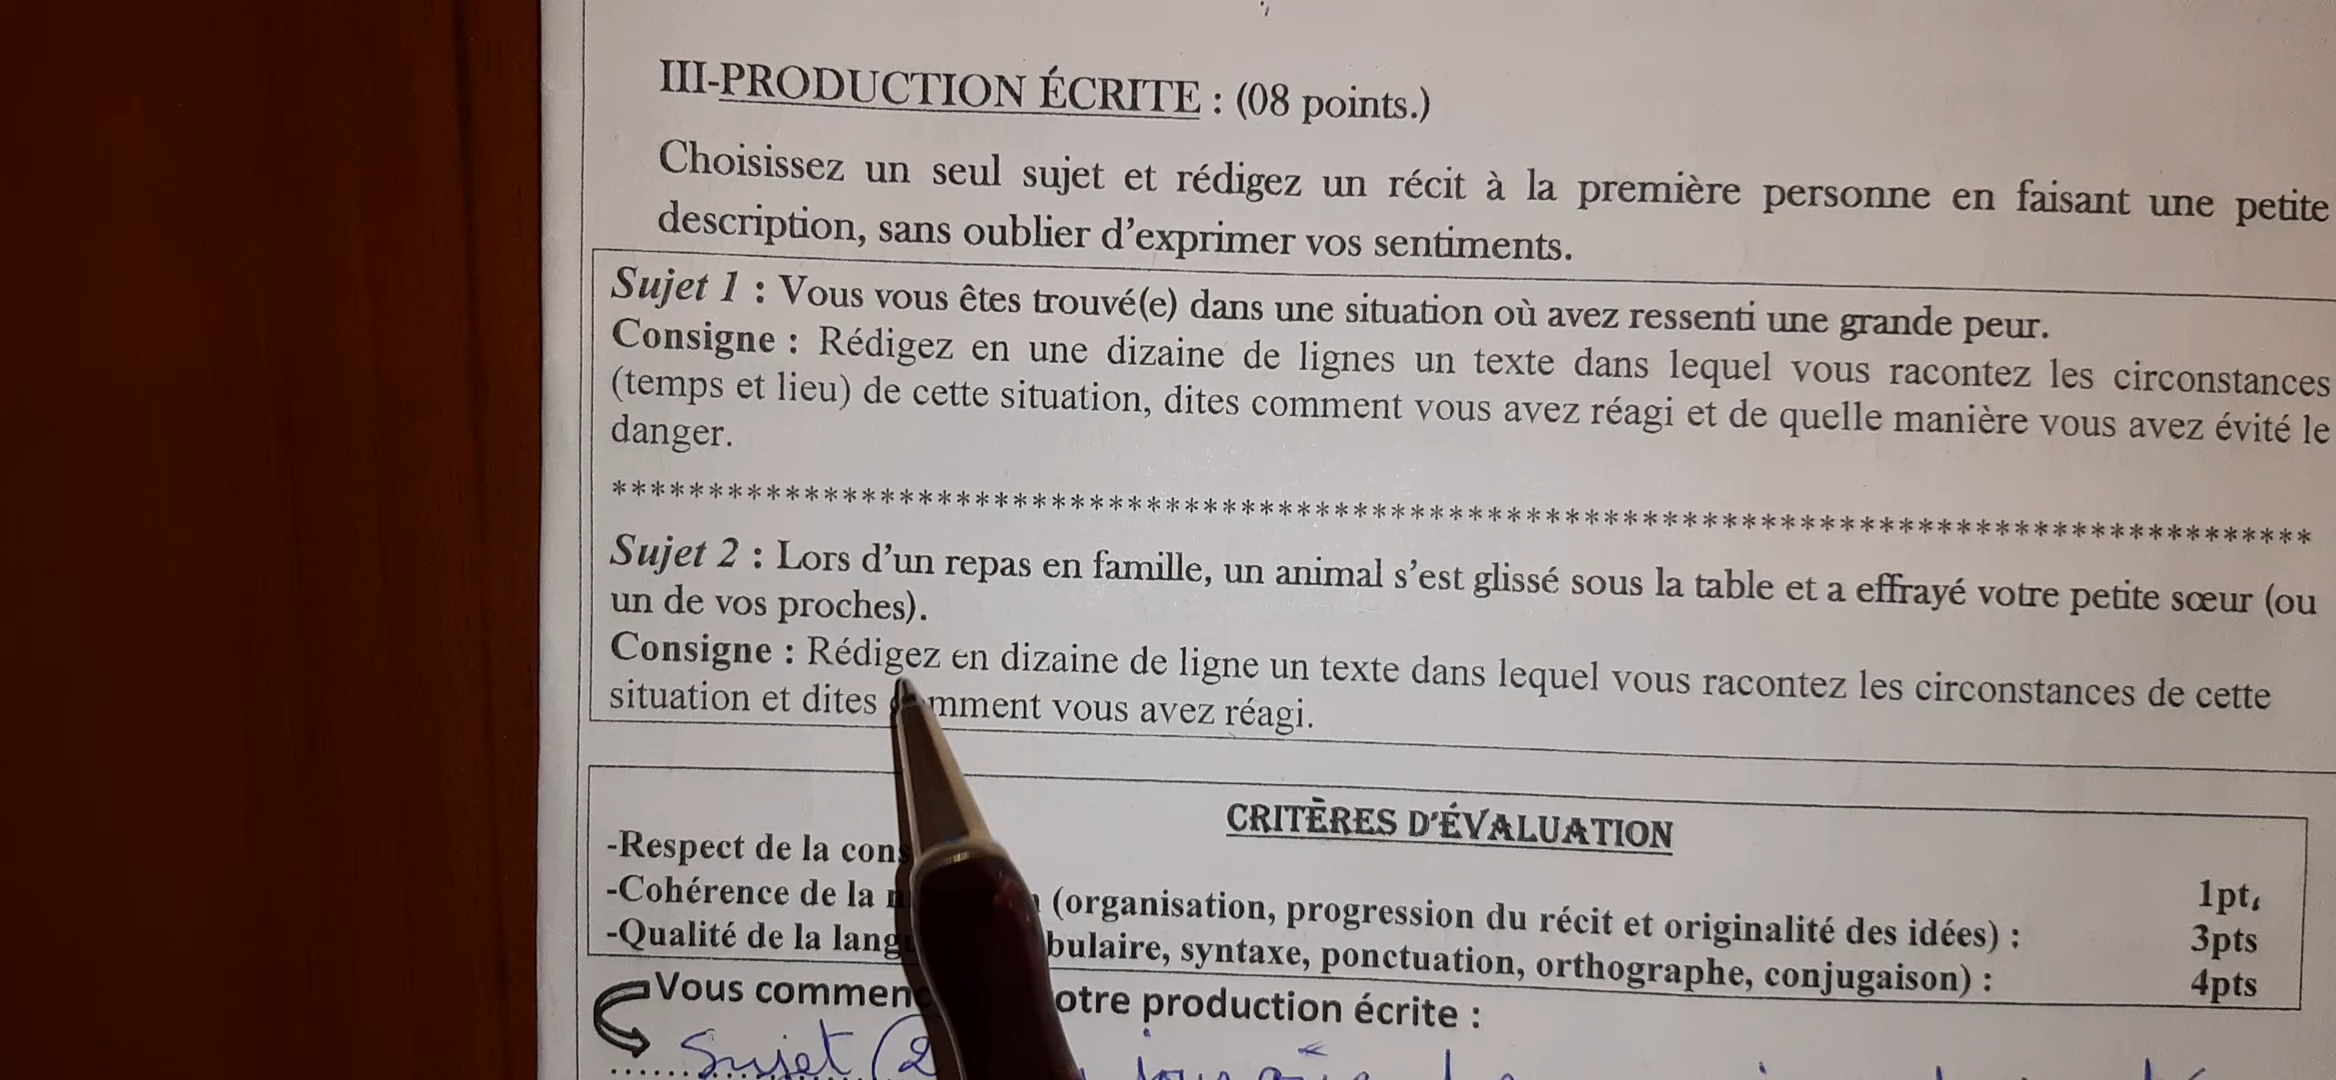 III-PRODUCTION ÉCRITE : (08 points.)
Choisissez un seul sujet et rédigez un récit à la première personne en faisant une petite
description, sans oublier d'exprimer vos sentiments.
Sujet 1 : Vous vous êtes trouvé(e) dans une situation où avez ressenti une grande peur.
Consigne : Rédigez en une dizaine de lignes un texte dans lequel vous racontez les circonstances
(temps et lieu) de cette situation, dites comment vous avez réagi et de quelle manière vous avez évité le
danger.
****************************************************************************************
Sujet 2 : Lors d'un repas en famille, un animal s'est glissé sous la table et a effrayé votre petite sœur (ou
un de vos proches).
Consigne : Rédigez en dizaine de ligne un texte dans lequel vous racontez les circonstances de cette
situation et dites mment vous avez réagi.
CRITÈRES D'ÉVALUATION
-Respect de la cons 1pt.
-Cohérence de la (organisation, progression du récit et originalité des idées) : 3pts
-Qualité de la lang bulaire, syntaxe, ponctuation, orthographe, conjugaison) : 4pts
Vous commen otre production écrite :
Sujet (2